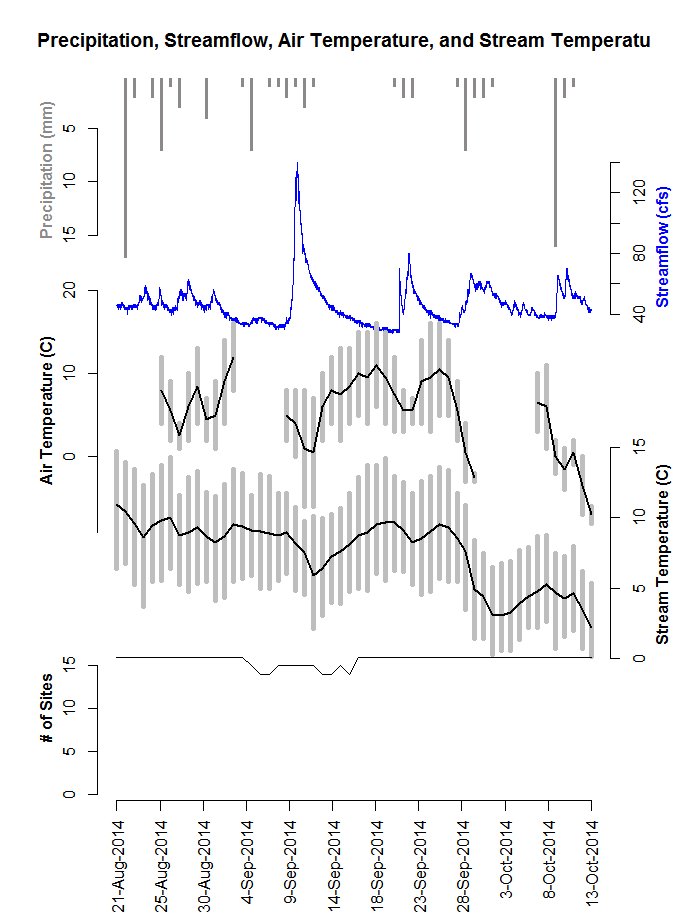 Precipitation, Streamflow, Air Temperature, and Stream Temperatu
Precipitation (mm)
5
10
15
Streamflow (cfs)
120
80
40
Air Temperature (C)
20
10
0
Stream Temperature (C)
15
10
5
0
# of Sites
15
10
5
0
21-Aug-2014
25-Aug-2014
30-Aug-2014
4-Sep-2014
9-Sep-2014
14-Sep-2014
18-Sep-2014
23-Sep-2014
28-Sep-2014
3-Oct-2014
8-Oct-2014
13-Oct-2014